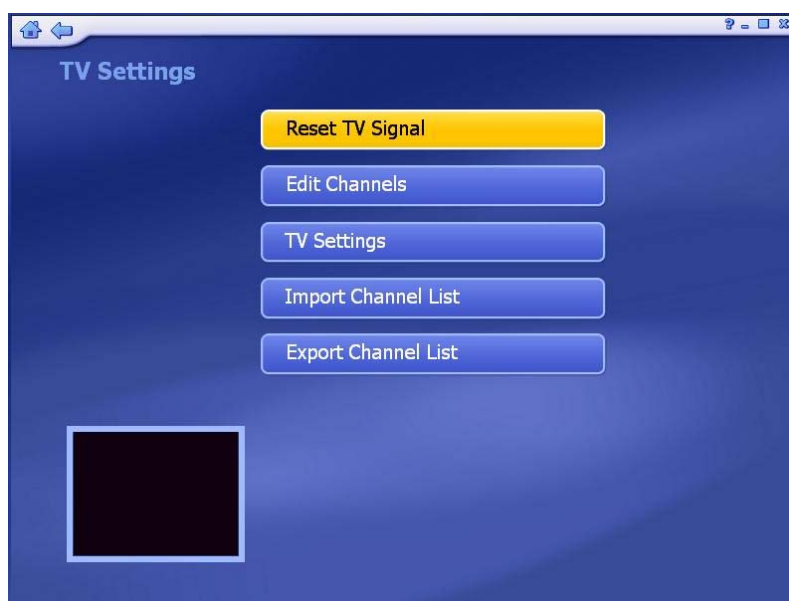 ?
TV Settings
Reset TV Signal
Edit Channels
TV Settings
Import Channel List
Export Channel List